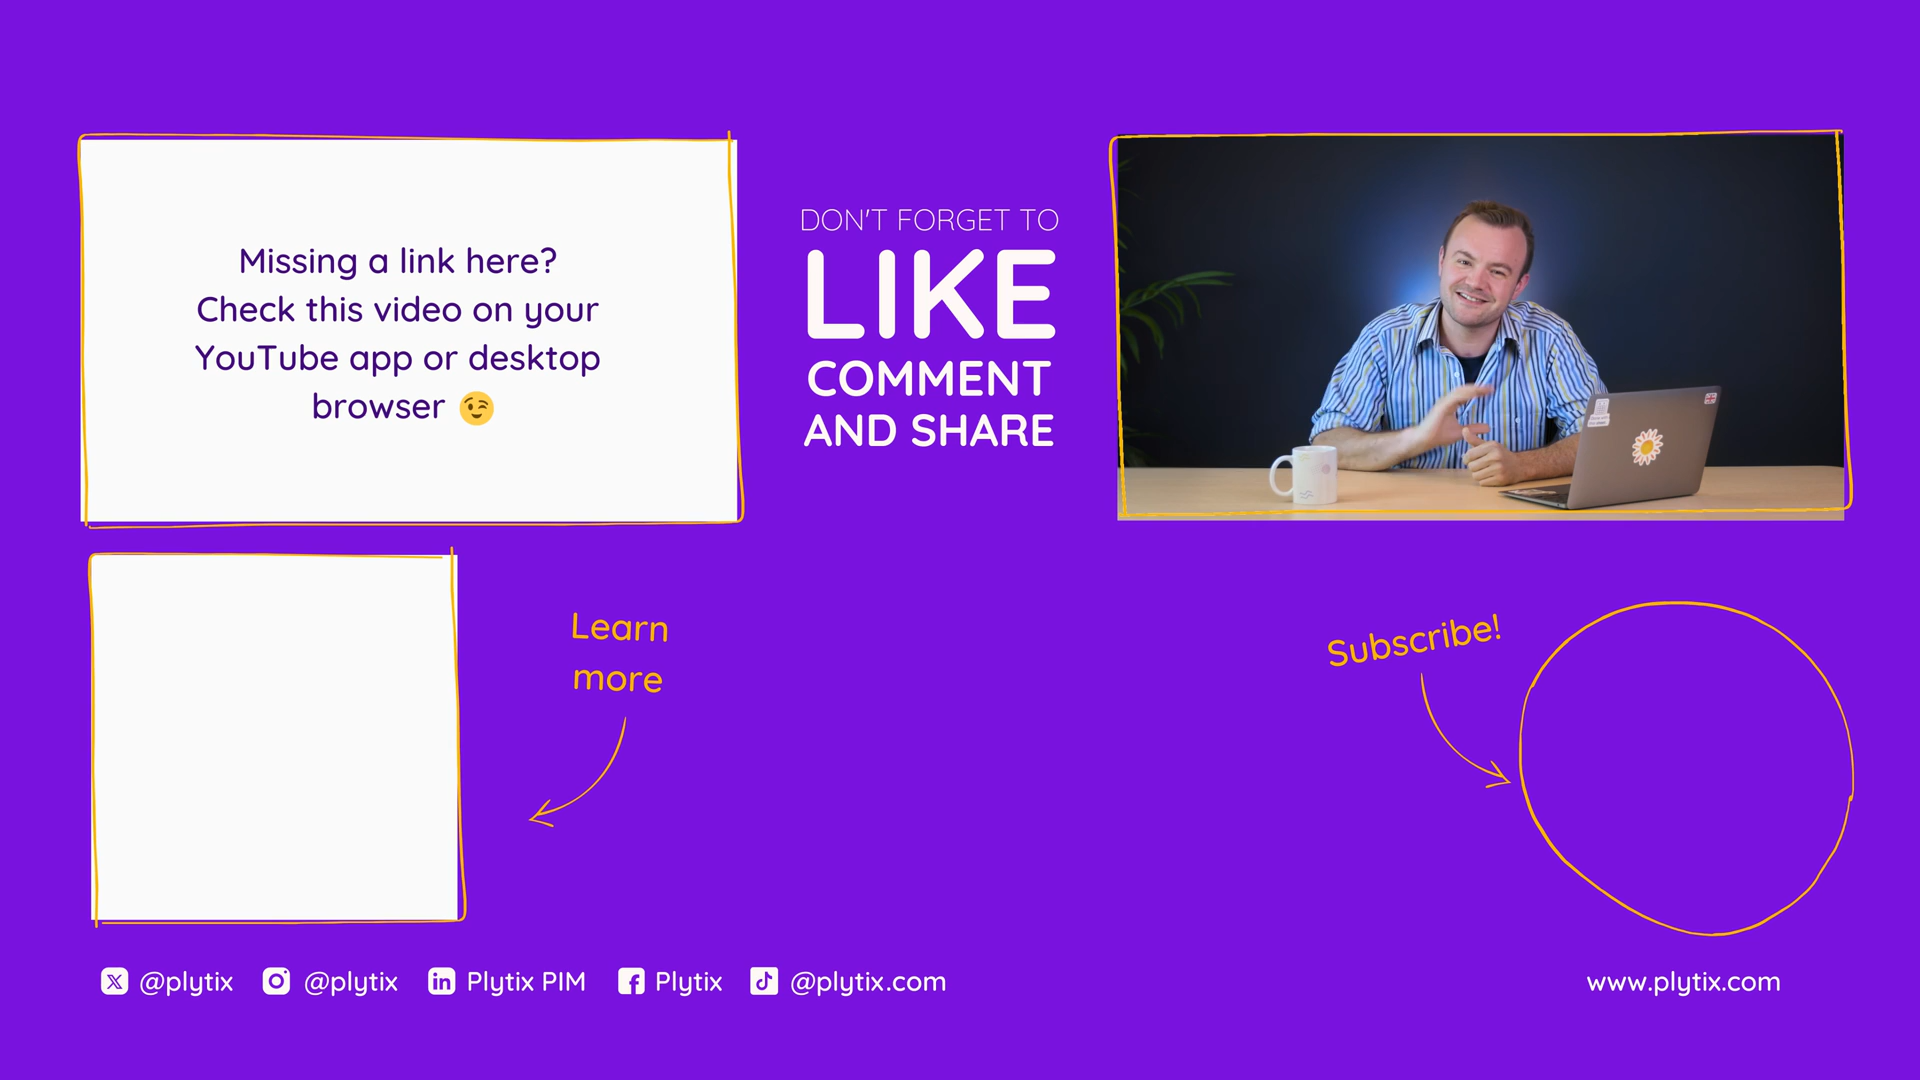 Missing a link here?
Check this video on your
YouTube app or desktop
browser 😉
DON'T FORGET TO
LIKE
COMMENT
AND SHARE
Learn
more
Subscribe!
@plytix
@plytix
Plytix PIM
Plytix
@plytix.com
www.plytix.com